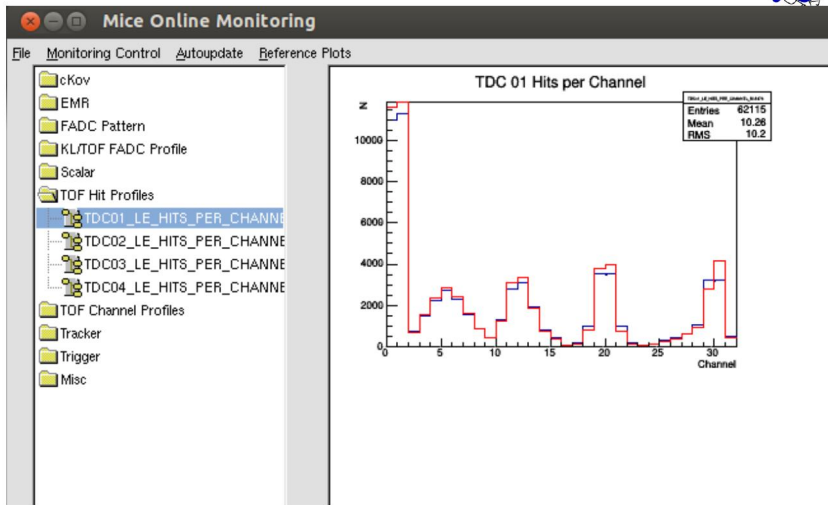 Mice Online Monitoring
File Monitoring Control Autoupdate Reference Plots
cKov
EMR
FADC Pattern
KL/TOF FADC Profile
Scalar
TOF Hit Profiles
TDC01_LE_HITS_PER_CHANNE
TDC02_LE_HITS_PER_CHANNE
TDC03_LE_HITS_PER_CHANNE
TDC04_LE_HITS_PER_CHANNE
TOF Channel Profiles
Tracker
Trigger
Misc
TDC 01 Hits per Channel
Entries 62115
Mean 10.26
RMS 10.2
N
10000
8000
6000
4000
2000
0
0 5 10 15 20 25 30
Channel